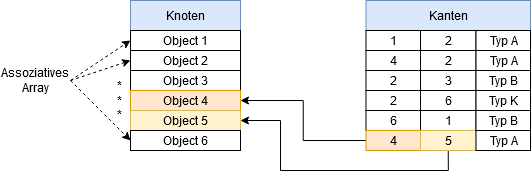 Knoten
Kanten
Object 1
1 2 Typ A
Object 2
4 2 Typ A
Assoziatives
Array
Object 3
2 3 Typ B
*
Object 4
2 6 Typ K
*
Object 5
6 1 Typ B
*
Object 6
4 5 Typ A